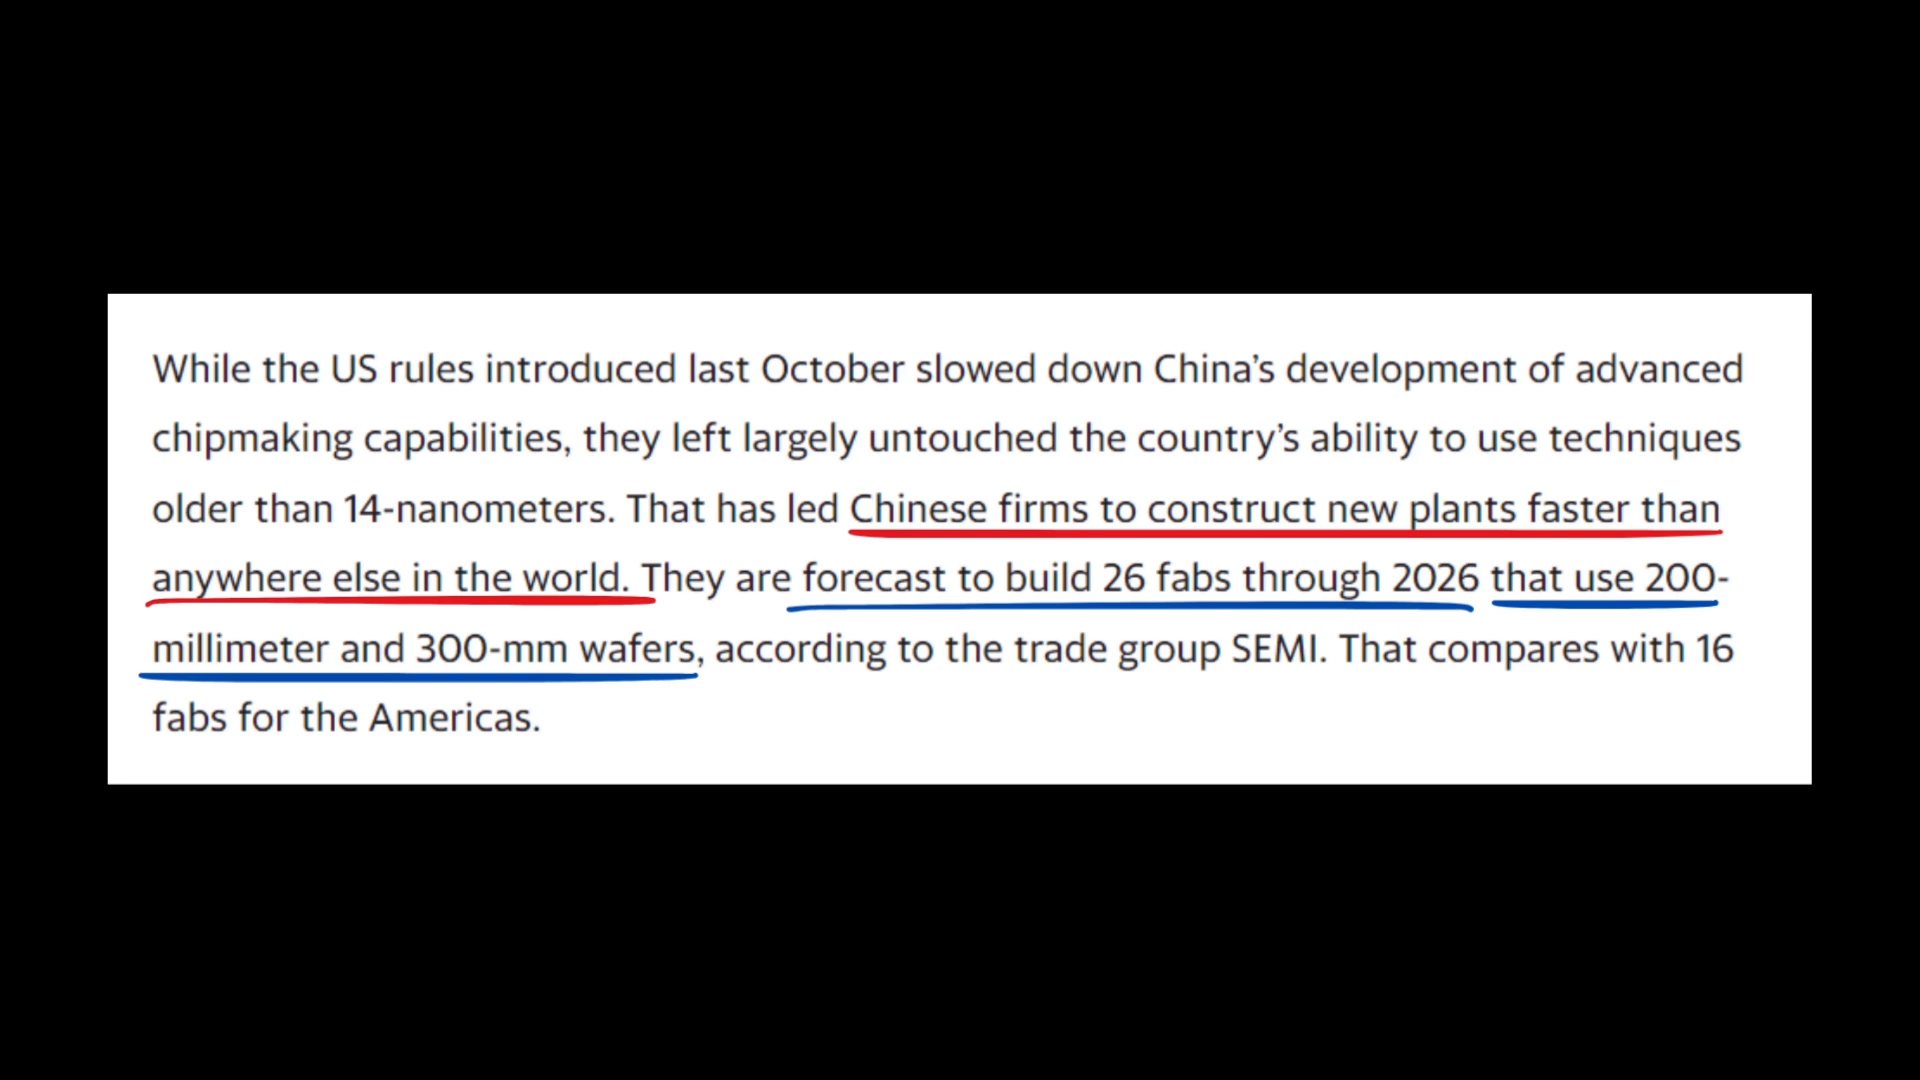 While the US rules introduced last October slowed down China’s development of advanced
chipmaking capabilities, they left largely untouched the country’s ability to use techniques
older than 14-nanometers. That has led Chinese firms to construct new plants faster than
anywhere else in the world. They are forecast to build 26 fabs through 2026 that use 200-
millimeter and 300-mm wafers, according to the trade group SEMI. That compares with 16
fabs for the Americas.